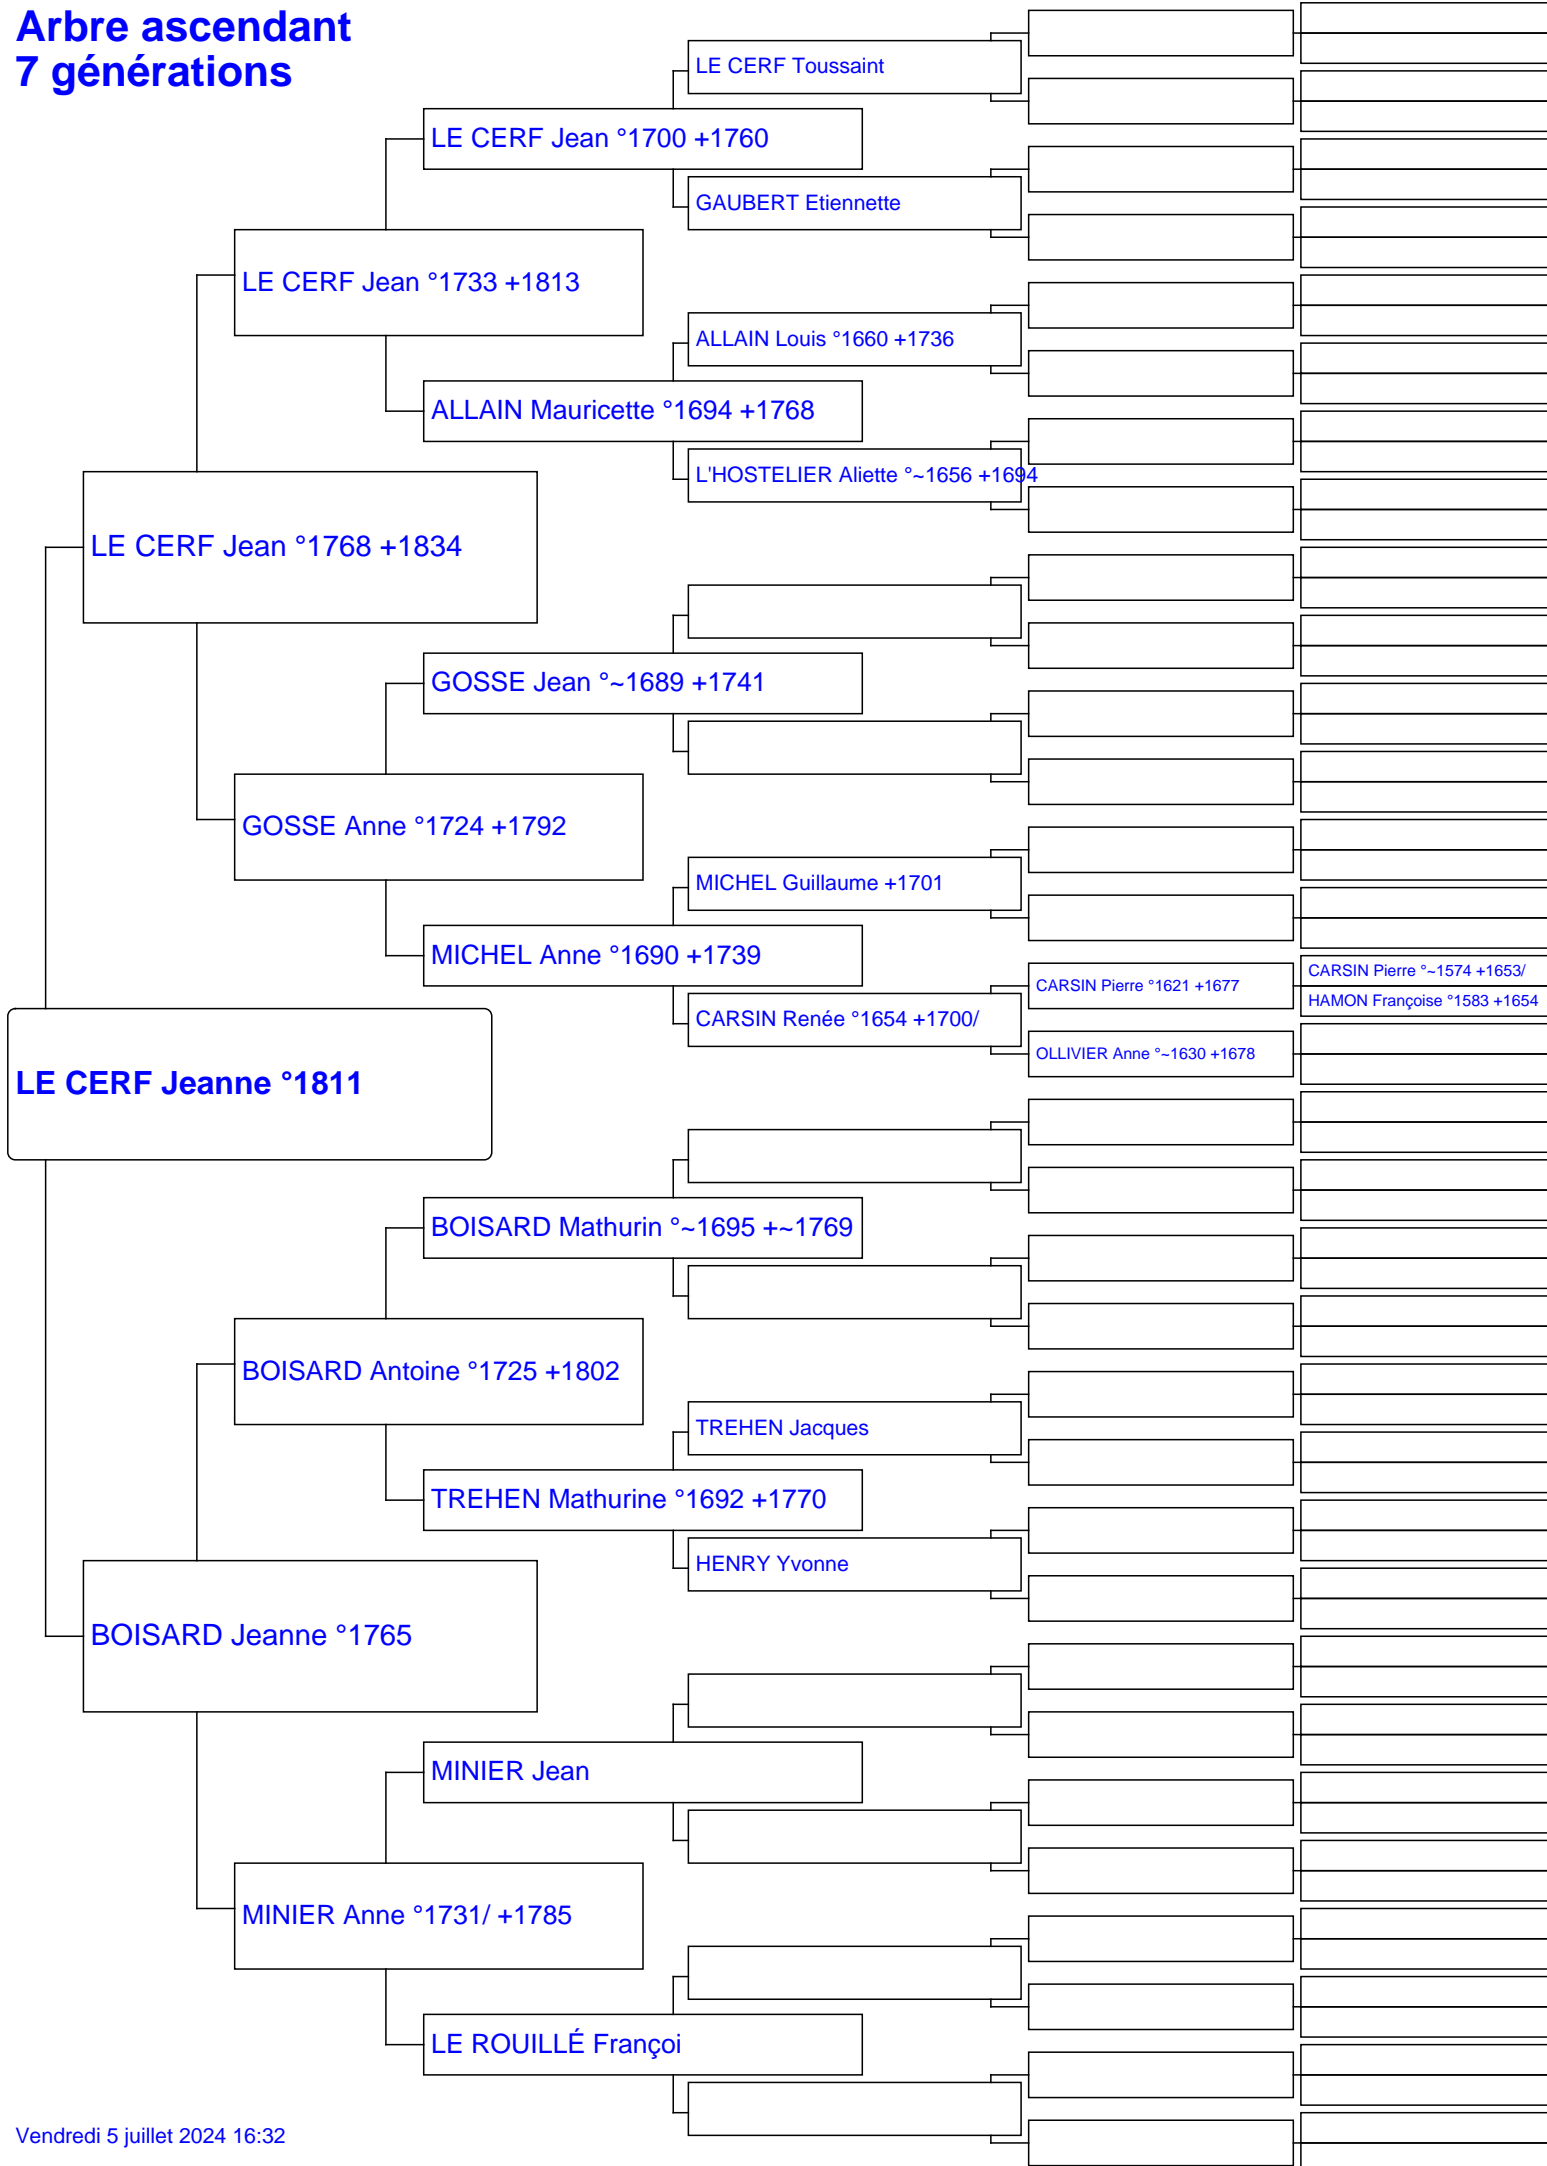 Arbre ascendant
7 générations
LE CERF Toussaint
LE CERF Jean °1700 +1760
GAUBERT Etiennette
LE CERF Jean °1733 +1813
ALLAIN Louis °1660 +1736
ALLAIN Mauricette °1694 +1768
L'HOSTELIER Aliette °~1656 +1694
LE CERF Jean °1768 +1834
GOSSE Jean °~1689 +1741
GOSSE Anne °1724 +1792
MICHEL Guillaume +1701
MICHEL Anne °1690 +1739
CARSIN Pierre °~1574 +1653/
CARSIN Pierre °1621 +1677
HAMON Françoise °1583 +1654
CARSIN Renée °1654 +1700/
OLLIVIER Anne °~1630 +1678
LE CERF Jeanne °1811
BOISARD Mathurin °~1695 +~1769
BOISARD Antoine °1725 +1802
TREHEN Jacques
TREHEN Mathurine °1692 +1770
HENRY Yvonne
BOISARD Jeanne °1765
MINIER Jean
MINIER Anne °1731/ +1785
LE ROUILLÉ Françoi
Vendredi 5 juillet 2024 16:32